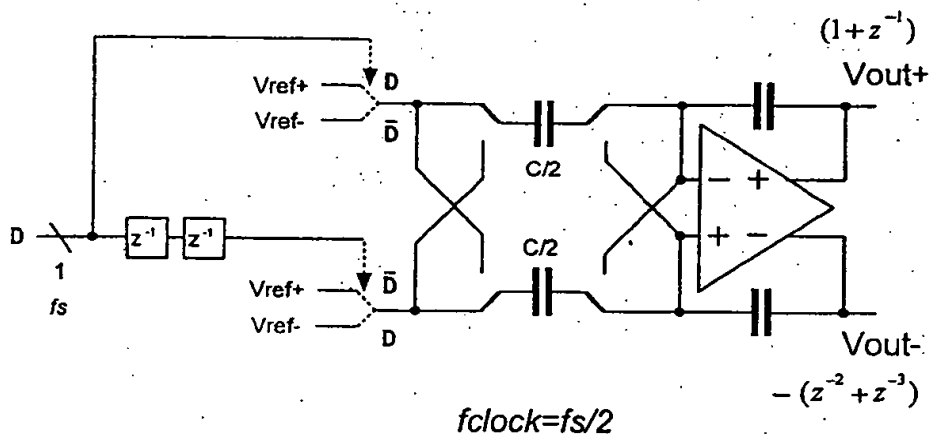 (1+z⁻¹)
Vout+
Vref+ D
Vref- D̅
C/2
− +
D z⁻¹ z⁻¹
1
fs
C/2
+ −
Vref+ D̅
Vref- D
Vout-
−(z⁻²+z⁻³)
fclock=fs/2